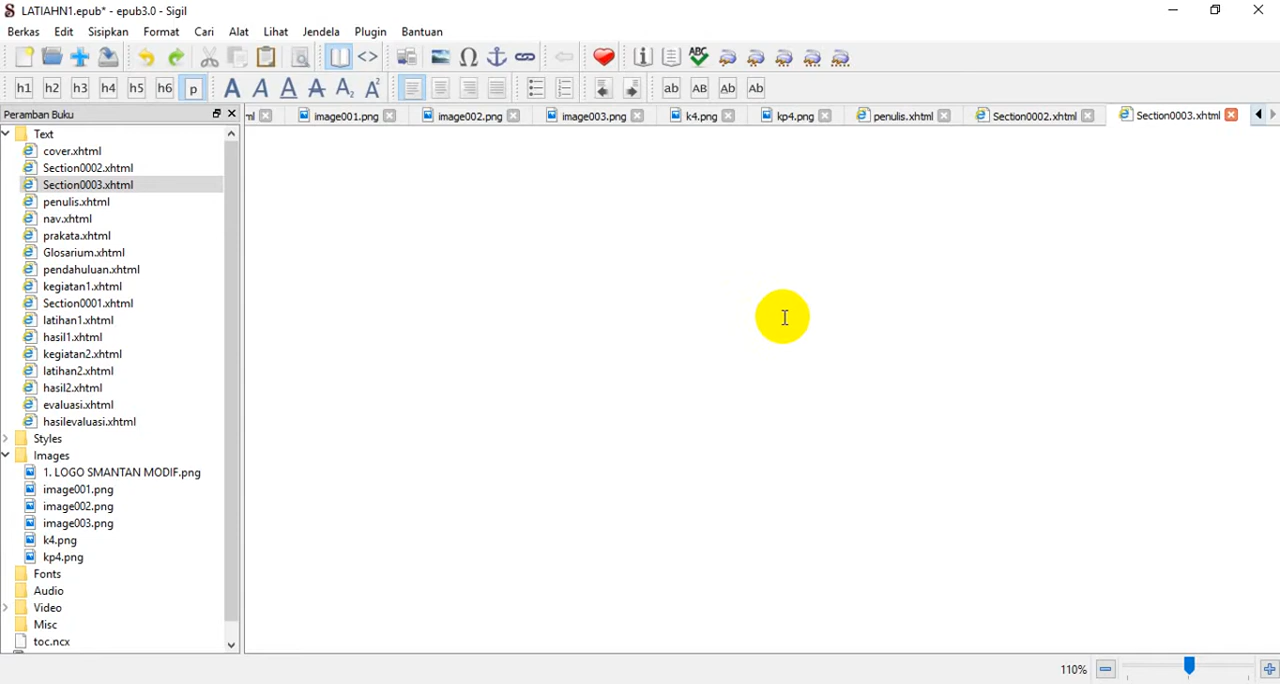 LATIAHN1.epub* - epub3.0 - Sigil
Berkas Edit Sisipkan Format Cari Alat Lihat Jendela Plugin Bantuan
h1 h2 h3 h4 h5 h6 p A A A A A₂ A² ab AB Ab Ab
Peramban Buku
ml image001.png image002.png image003.png k4.png kp4.png penulis.xhtml Section0002.xhtml Section0003.xhtml
Text
cover.xhtml
Section0002.xhtml
Section0003.xhtml
penulis.xhtml
nav.xhtml
prakata.xhtml
Glosarium.xhtml
pendahuluan.xhtml
kegiatan1.xhtml
Section0001.xhtml
latihan1.xhtml
hasil1.xhtml
kegiatan2.xhtml
latihan2.xhtml
hasil2.xhtml
evaluasi.xhtml
hasilevaluasi.xhtml
Styles
Images
1. LOGO SMANTAN MODIF.png
image001.png
image002.png
image003.png
k4.png
kp4.png
Fonts
Audio
Video
Misc
toc.ncx
110%